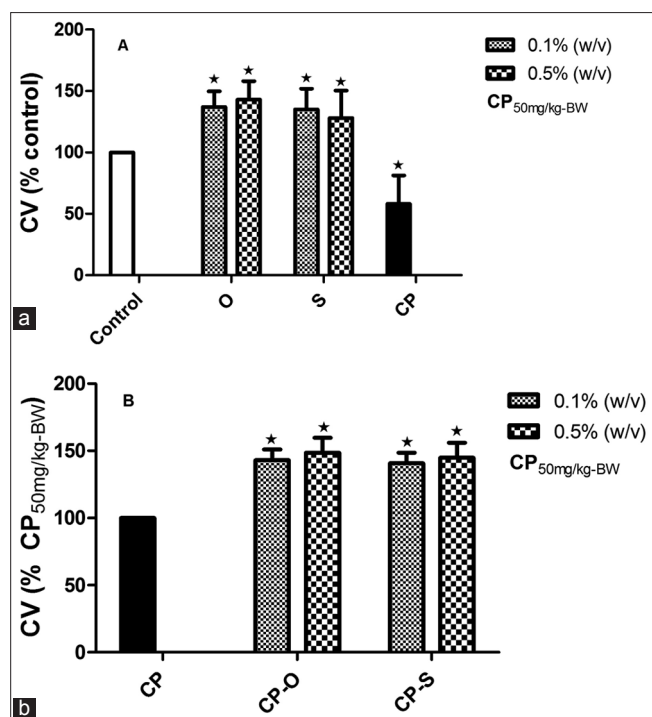 A
200
150
100
50
0
CV (% control)
★ ★ ★ ★ ★
Control
O
S
CP
0.1% (w/v)
0.5% (w/v)
CP50mg/kg-BW
a
B
200
150
100
50
0
CV (% CP50mg/kg-BW)
★ ★ ★ ★
CP
CP-O
CP-S
0.1% (w/v)
0.5% (w/v)
CP50mg/kg-BW
b